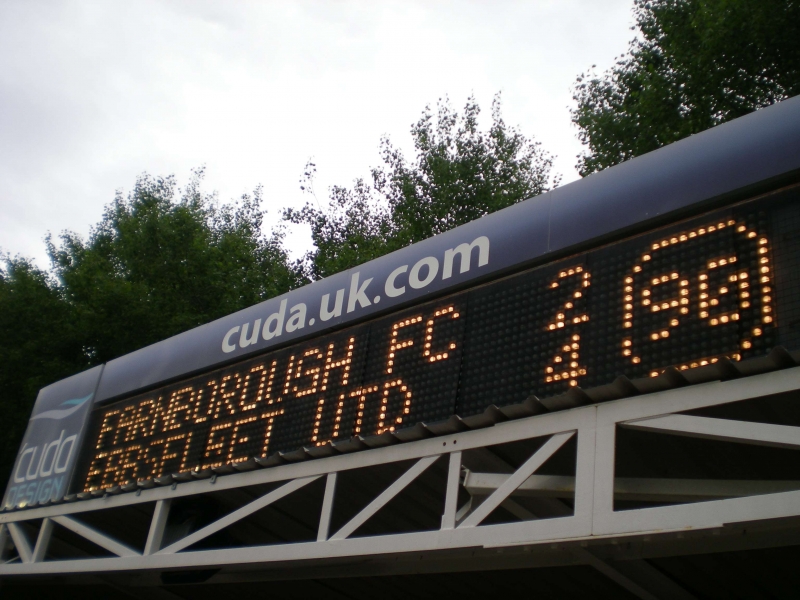 cuda.uk.com
cuda
DESIGN
FARNBOROUGH FC 2
EBBSFLEET UTD 4
90